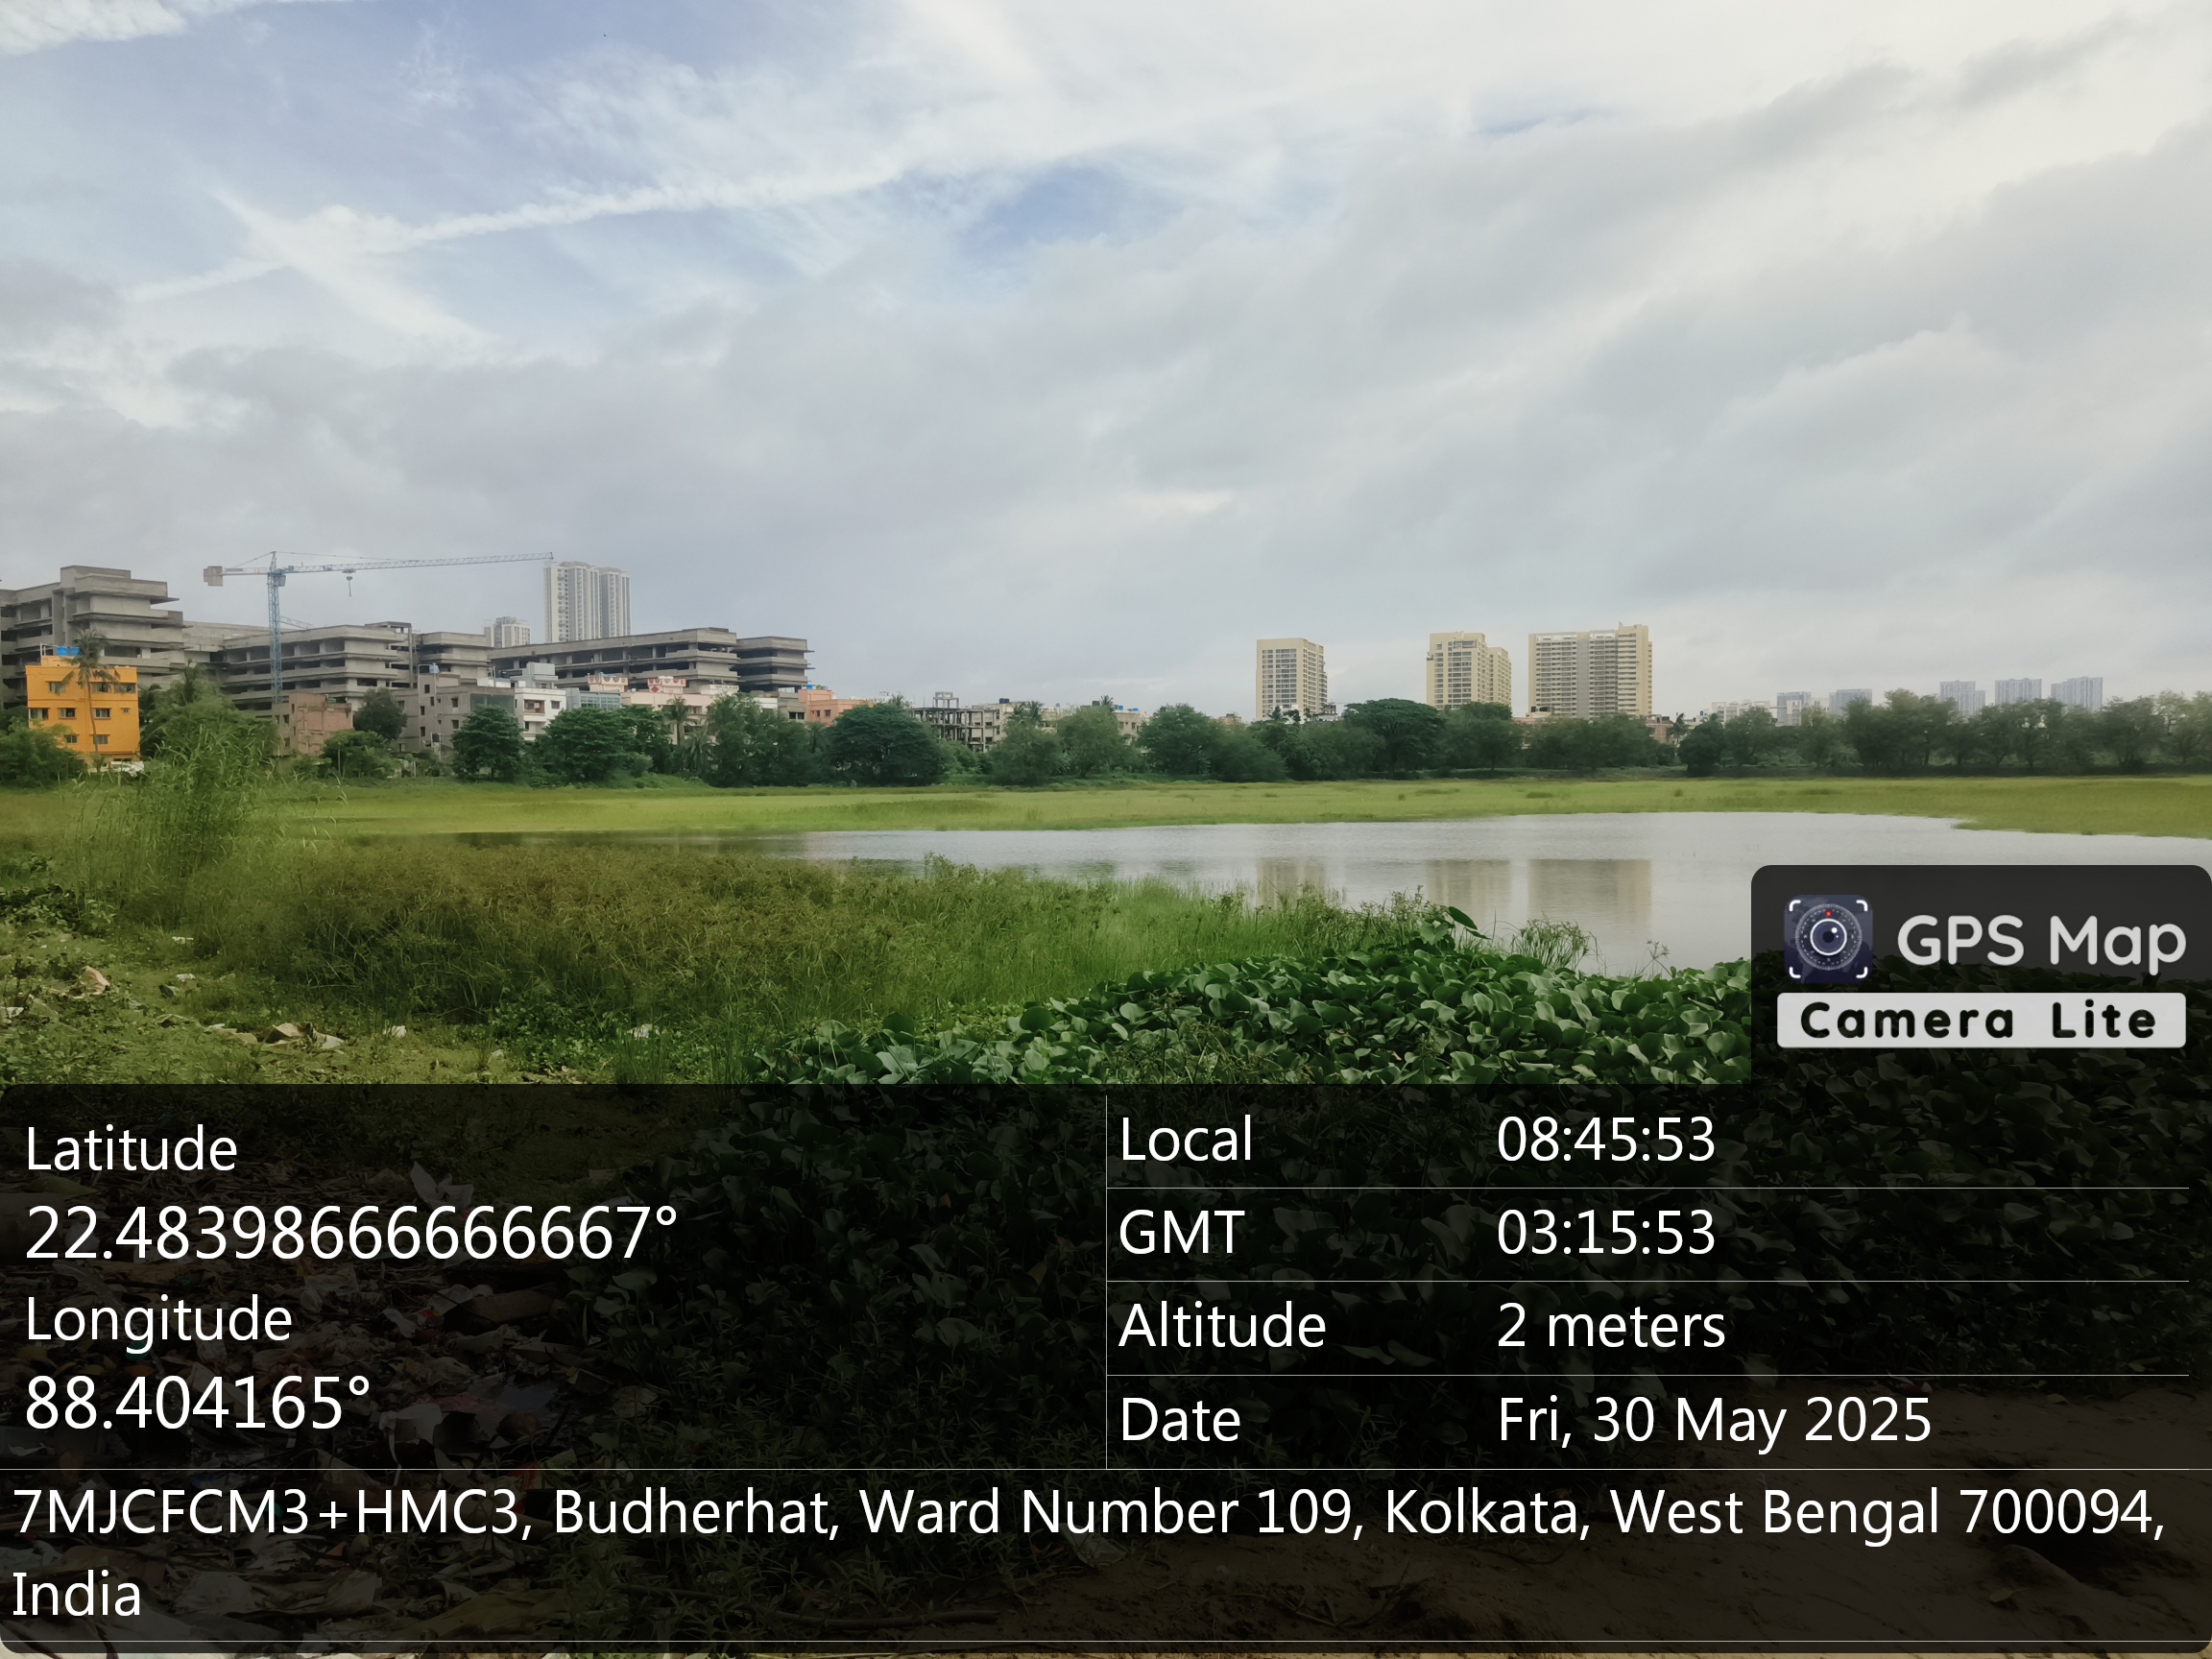 GPS Map
Camera Lite
Latitude
22.48398666666667°
Longitude
88.404165°
Local 08:45:53
GMT 03:15:53
Altitude 2 meters
Date Fri, 30 May 2025
7MJCFCM3+HMC3, Budherhat, Ward Number 109, Kolkata, West Bengal 700094,
India